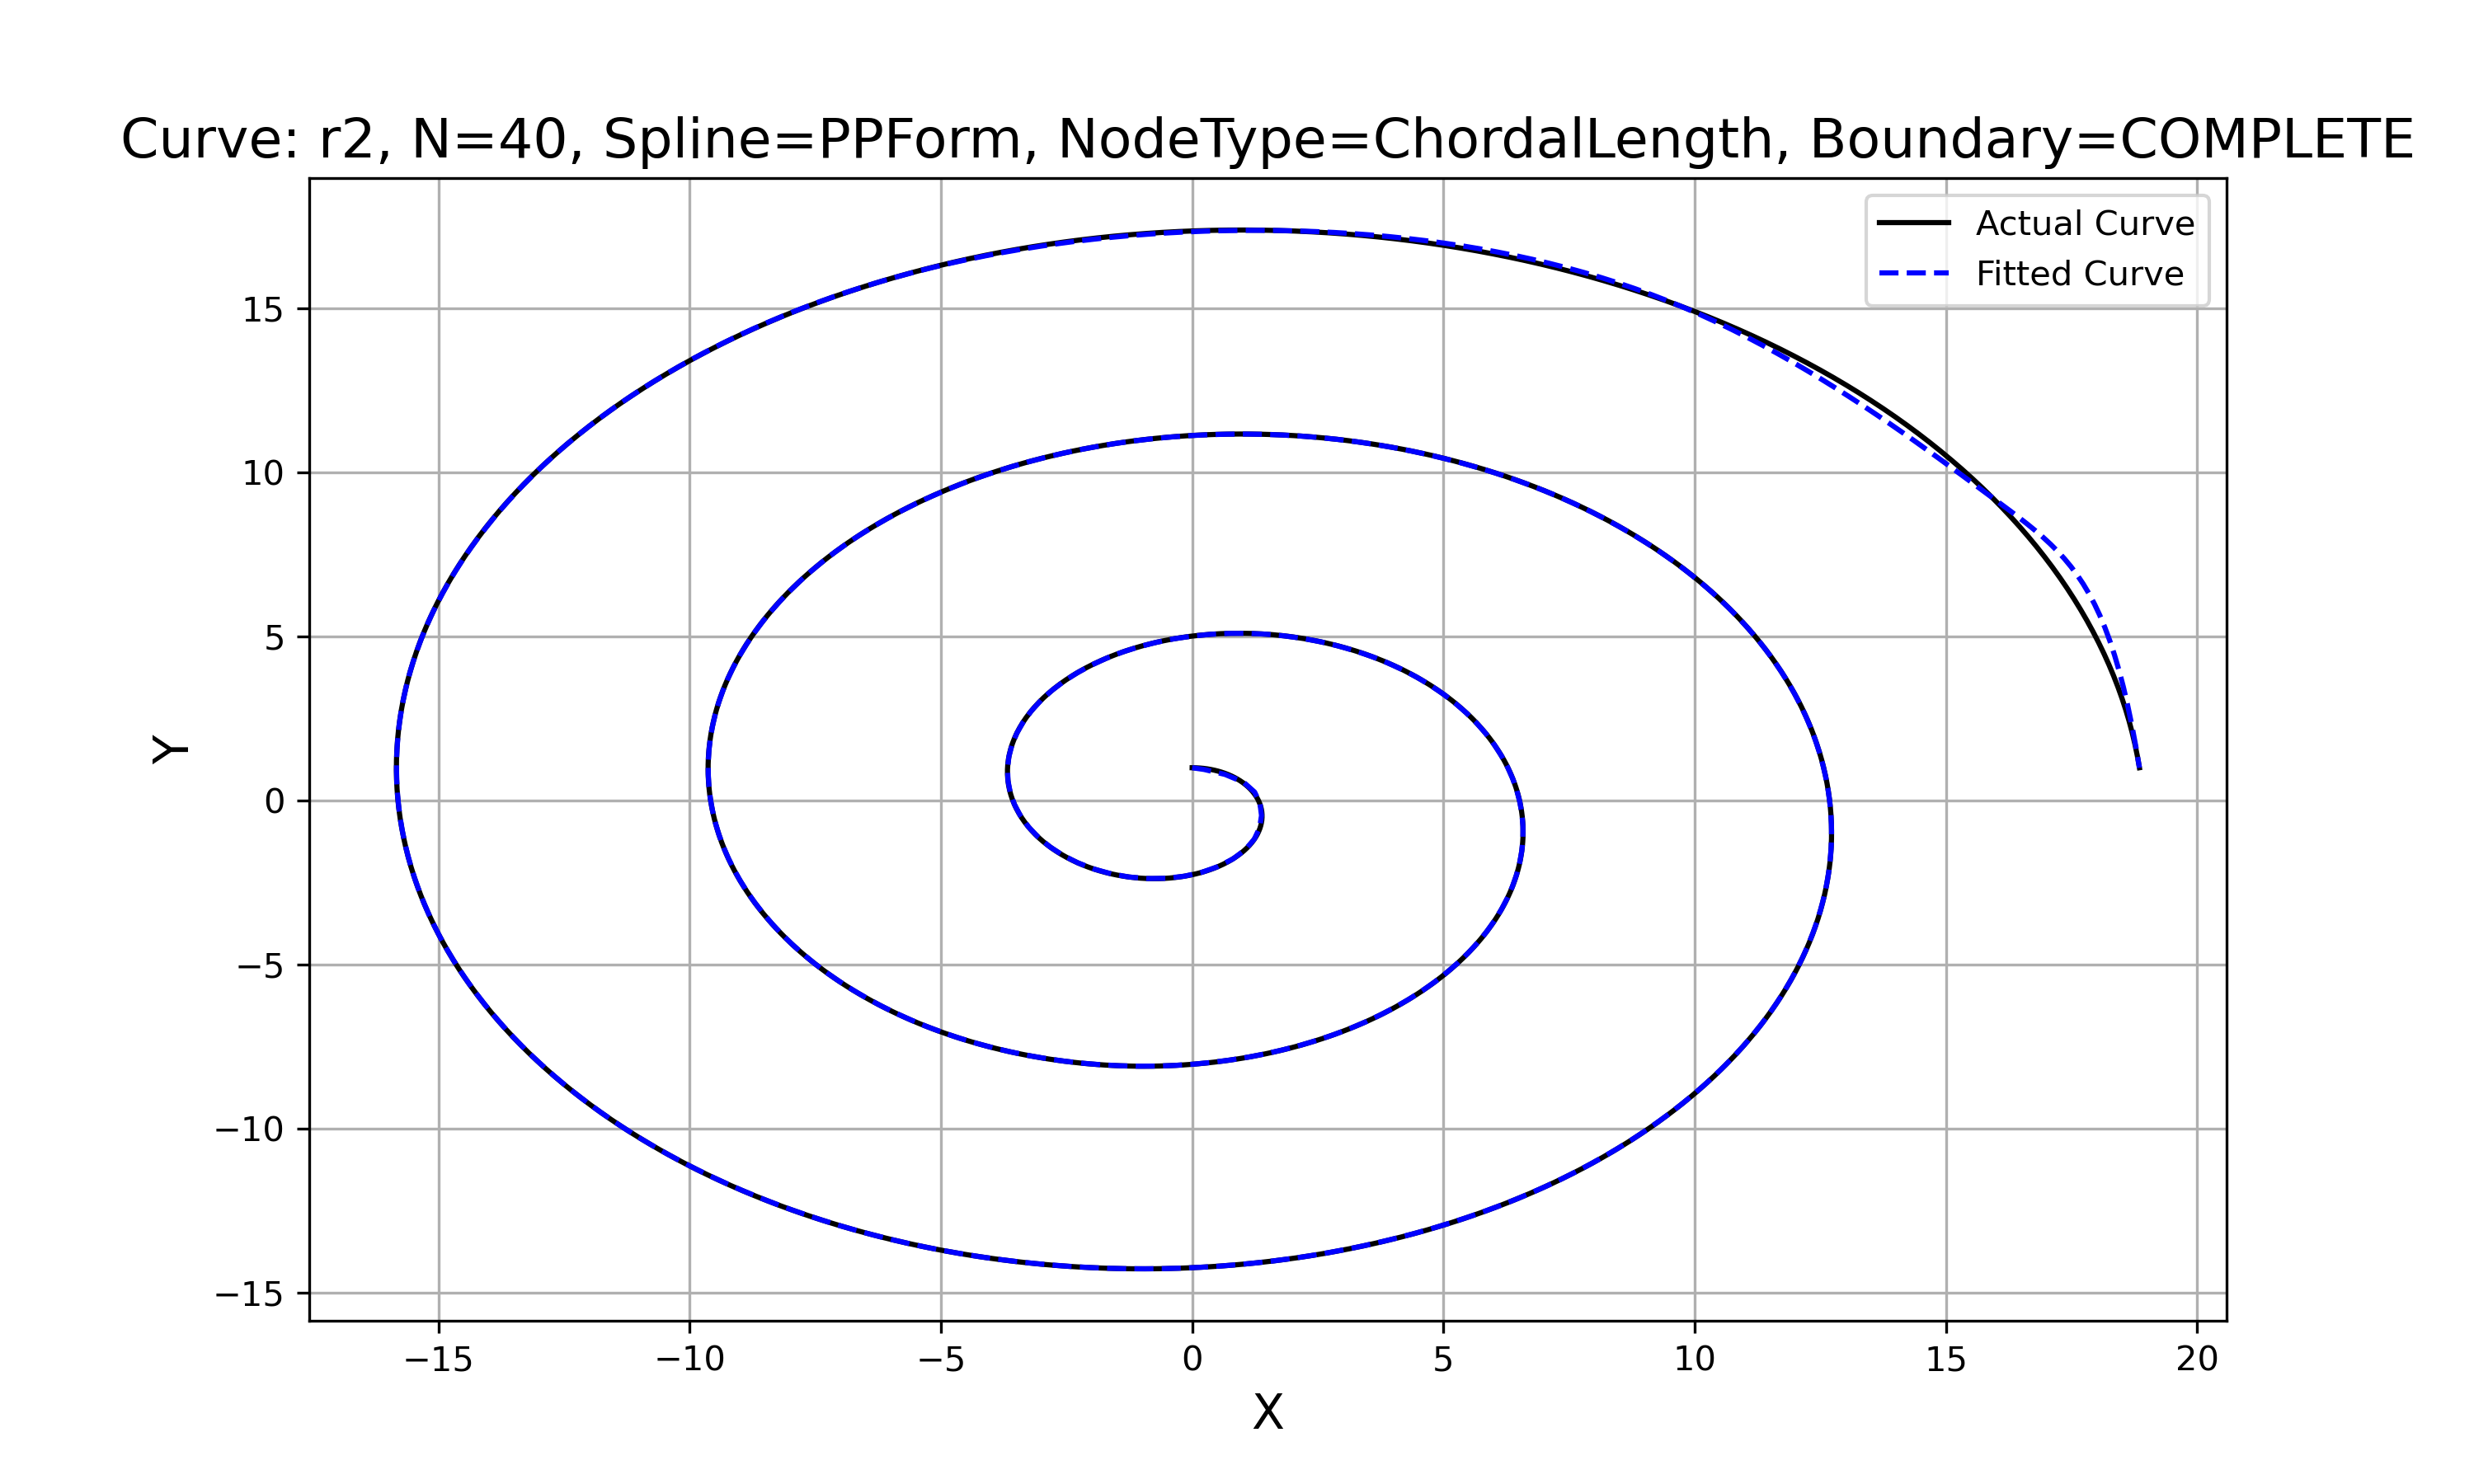 Curve: r2, N=40, Spline=PPForm, NodeType=ChordalLength, Boundary=COMPLETE
Actual Curve
Fitted Curve
15
10
5
0
−5
−10
−15
Y
−15 −10 −5 0 5 10 15 20
X